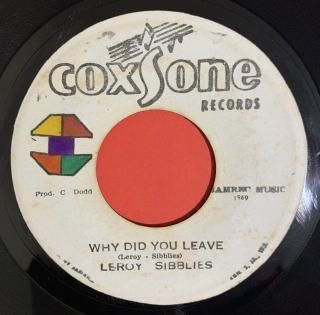 coxSone
RECORDS
Prod. C Dodd
JAMREC MUSIC
1969
WHY DID YOU LEAVE
(Leroy - Sibblies)
LEROY SIBBLIES